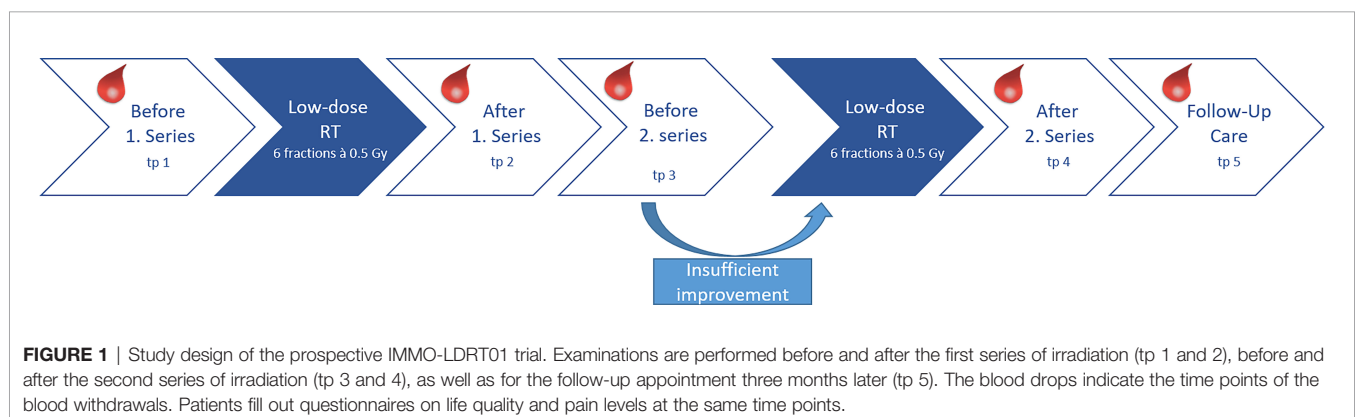 Before
1. Series
tp 1
Low-dose
RT
6 fractions à 0.5 Gy
After
1. Series
tp 2
Before
2. series
tp 3
Low-dose
RT
6 fractions à 0.5 Gy
After
2. Series
tp 4
Follow-Up
Care
tp 5
Insufficient
improvement
FIGURE 1 | Study design of the prospective IMMO-LDRT01 trial. Examinations are performed before and after the first series of irradiation (tp 1 and 2), before and
after the second series of irradiation (tp 3 and 4), as well as for the follow-up appointment three months later (tp 5). The blood drops indicate the time points of the
blood withdrawals. Patients fill out questionnaires on life quality and pain levels at the same time points.